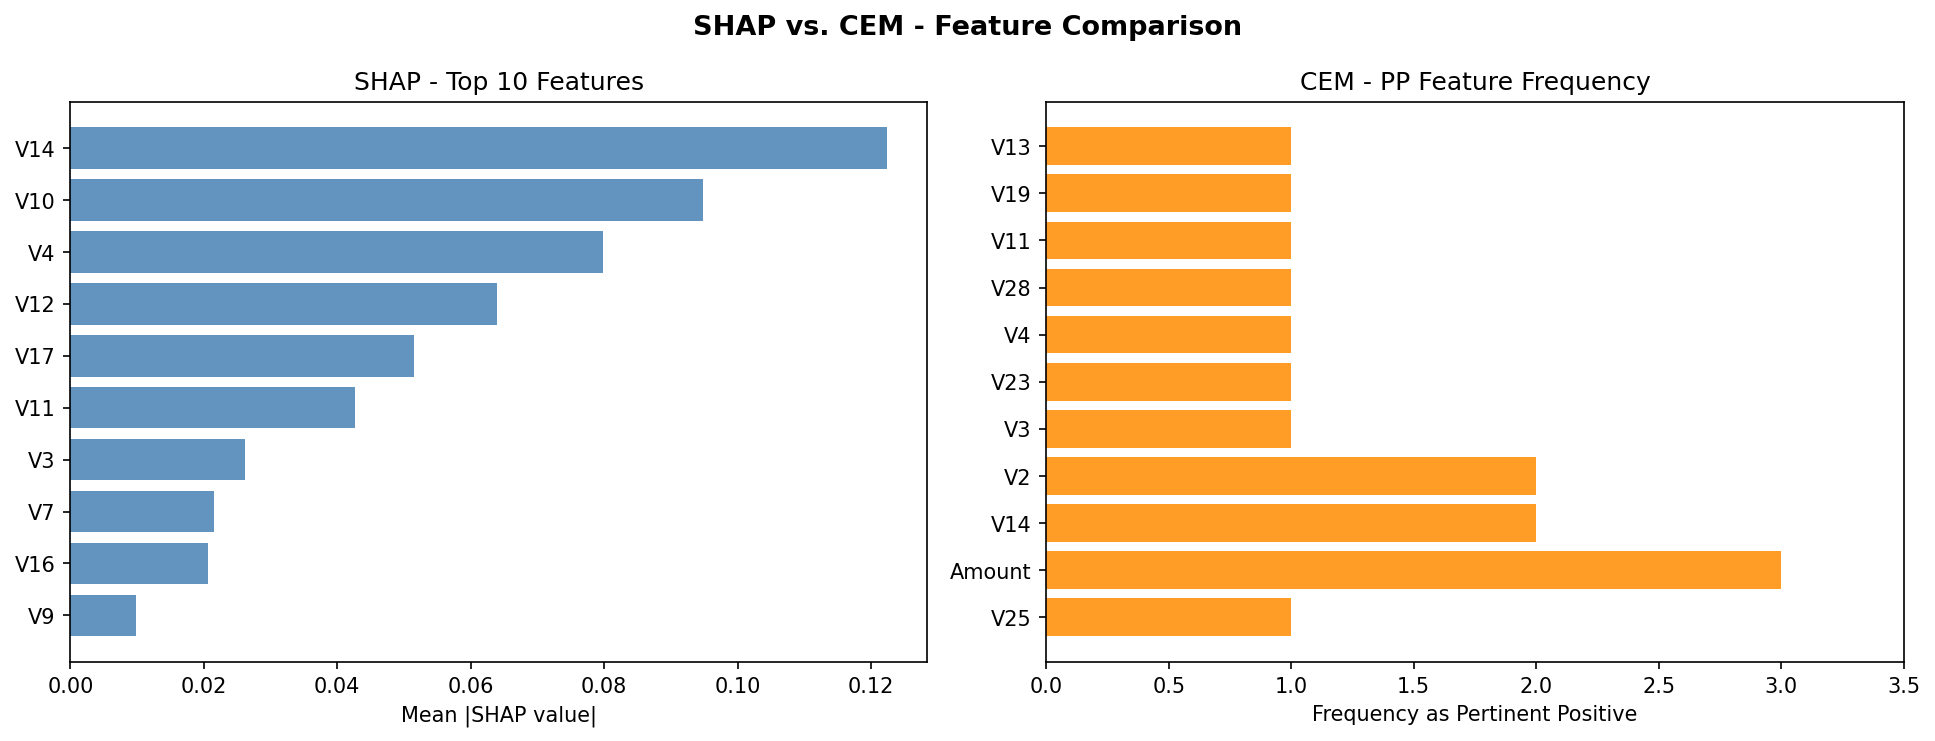 SHAP vs. CEM - Feature Comparison
SHAP - Top 10 Features
V14
V10
V4
V12
V17
V11
V3
V7
V16
V9
0.00 0.02 0.04 0.06 0.08 0.10 0.12
Mean |SHAP value|
CEM - PP Feature Frequency
V13
V19
V11
V28
V4
V23
V3
V2
V14
Amount
V25
0.0 0.5 1.0 1.5 2.0 2.5 3.0 3.5
Frequency as Pertinent Positive